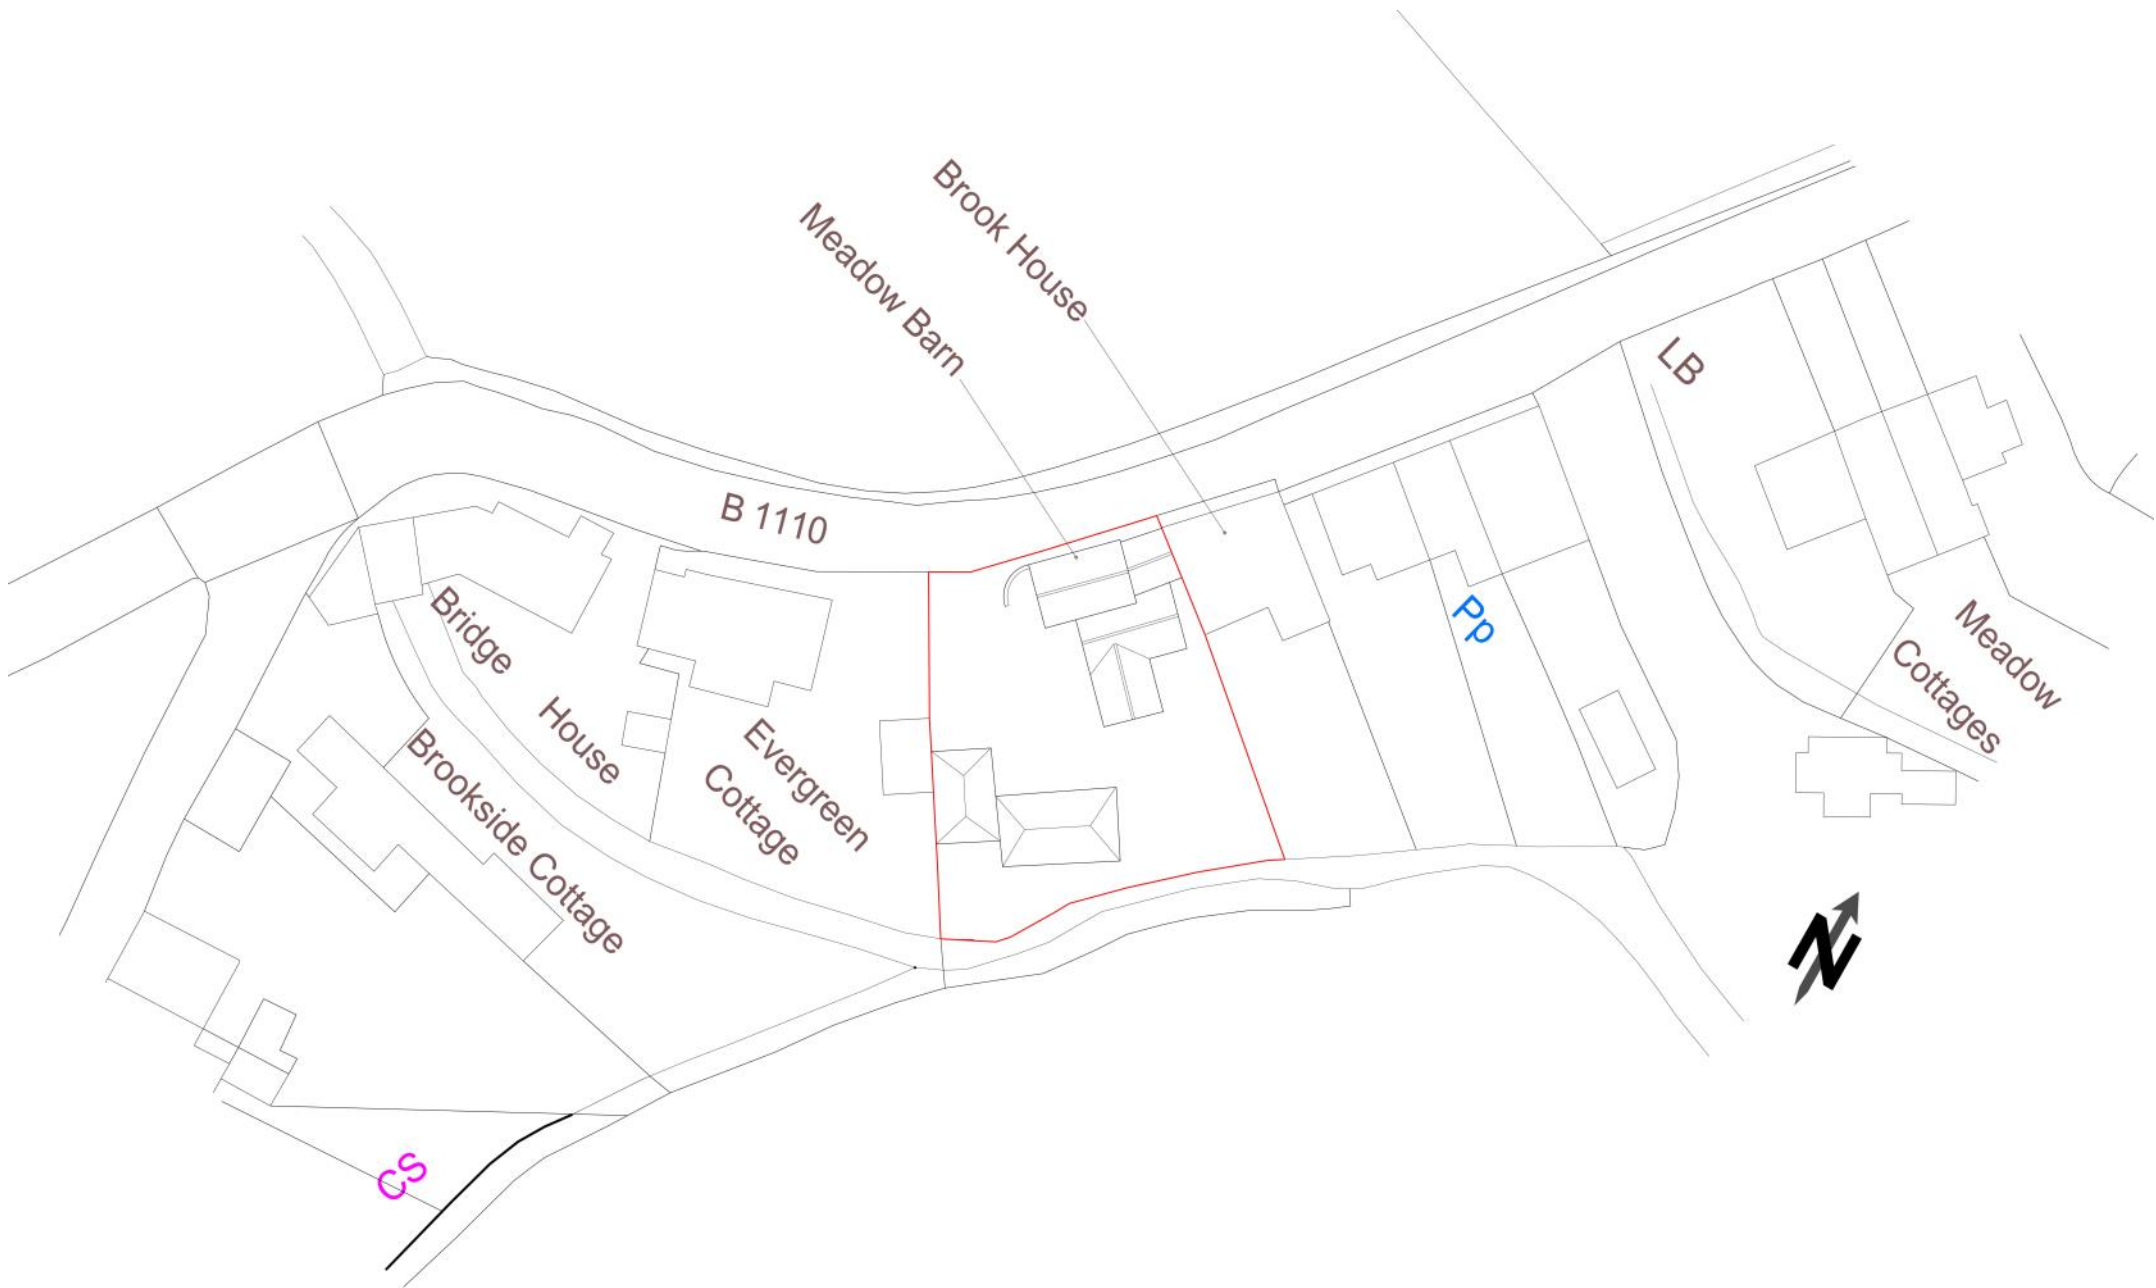 Brook House
Meadow Barn
LB
B 1110
Bridge
House
Pp
Meadow
Cottages
Evergreen
Cottage
Brookside Cottage
N
CS